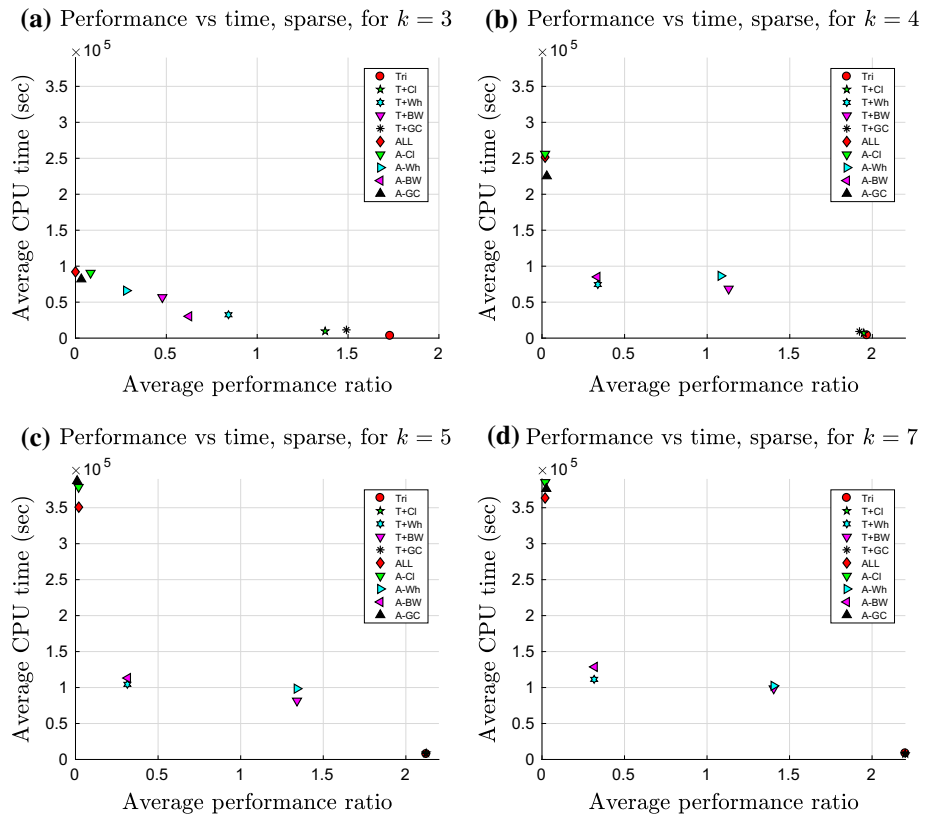 (a) Performance vs time, sparse, for k = 3
× 10 5
3.5
3
2.5
2
1.5
1
0.5
0
0 0.5 1 1.5 2
Average CPU time (sec)
Average performance ratio
Tri
T+Cl
T+Wh
T+BW
T+GC
ALL
A-Cl
A-Wh
A-BW
A-GC
(b) Performance vs time, sparse, for k = 4
× 10 5
3.5
3
2.5
2
1.5
1
0.5
0
0 0.5 1 1.5 2
Average CPU time (sec)
Average performance ratio
Tri
T+Cl
T+Wh
T+BW
T+GC
ALL
A-Cl
A-Wh
A-BW
A-GC
(c) Performance vs time, sparse, for k = 5
× 10 5
3.5
3
2.5
2
1.5
1
0.5
0
0 0.5 1 1.5 2
Average CPU time (sec)
Average performance ratio
Tri
T+Cl
T+Wh
T+BW
T+GC
ALL
A-Cl
A-Wh
A-BW
A-GC
(d) Performance vs time, sparse, for k = 7
× 10 5
3.5
3
2.5
2
1.5
1
0.5
0
0 0.5 1 1.5 2
Average CPU time (sec)
Average performance ratio
Tri
T+Cl
T+Wh
T+BW
T+GC
ALL
A-Cl
A-Wh
A-BW
A-GC